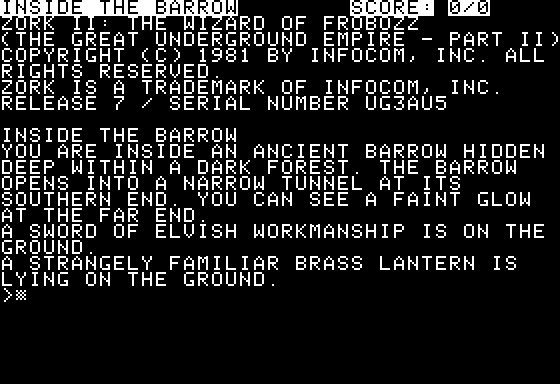 INSIDE THE BARROW SCORE: 0/0
ZORK II: THE WIZARD OF FROBOZZ
(THE GREAT UNDERGROUND EMPIRE - PART II)
COPYRIGHT (C) 1981 BY INFOCOM, INC. ALL
RIGHTS RESERVED.
ZORK IS A TRADEMARK OF INFOCOM, INC.
RELEASE 7 / SERIAL NUMBER UG3AU5
INSIDE THE BARROW
YOU ARE INSIDE AN ANCIENT BARROW HIDDEN
DEEP WITHIN A DARK FOREST. THE BARROW
OPENS INTO A NARROW TUNNEL AT ITS
SOUTHERN END. YOU CAN SEE A FAINT GLOW
AT THE FAR END.
A SWORD OF ELVISH WORKMANSHIP IS ON THE
GROUND.
A STRANGELY FAMILIAR BRASS LANTERN IS
LYING ON THE GROUND.
>